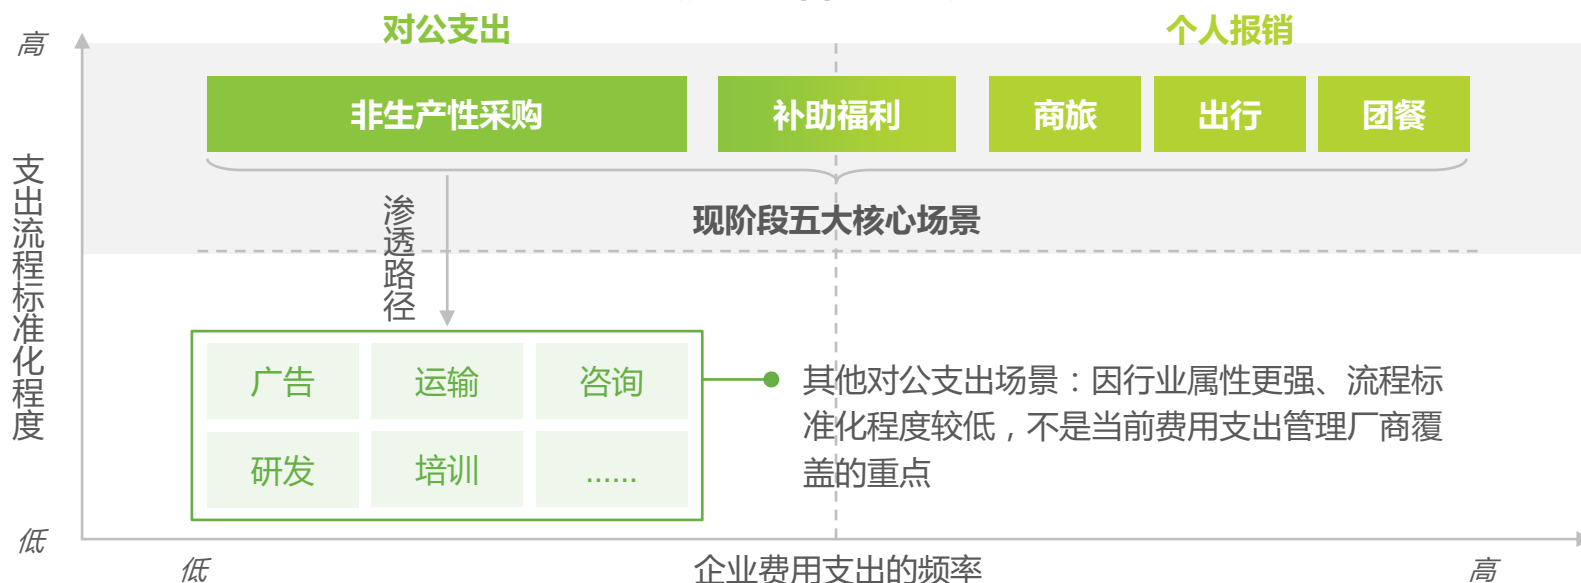 对公支出
个人报销
高
非生产性采购
补助福利
商旅
出行
团餐
现阶段五大核心场景
渗透路径
支出流程标准化程度
广告
运输
咨询
研发
培训
......
其他对公支出场景：因行业属性更强、流程标
准化程度较低，不是当前费用支出管理厂商覆
盖的重点
低
低
企业费用支出的频率
高